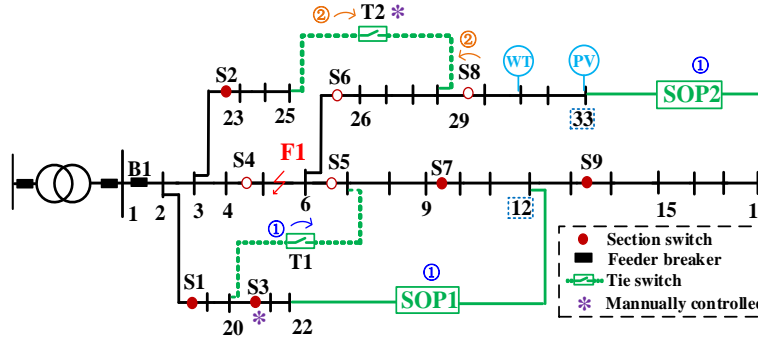 ② T2 *
②
S2 S6 S8 WT PV ①
SOP2
23 25 26 29 33
B1 S4 F1 S5 S7 S9
1 2 3 4 6 9 12 15 1
① ①
T1
S1 S3 SOP1
20 * 22
Section switch
Feeder breaker
Tie switch
* Mannually controlled